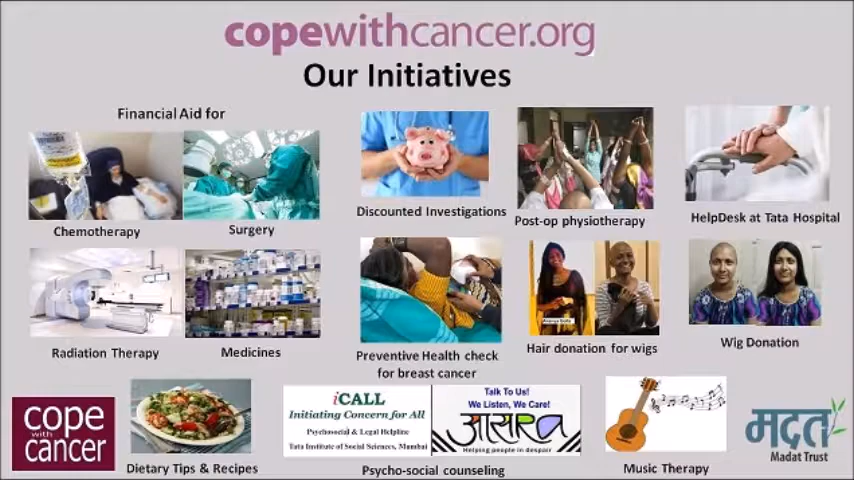 copewithcancer.org
Our Initiatives
Financial Aid for
Chemotherapy
Surgery
Discounted Investigations
Post-op physiotherapy
HelpDesk at Tata Hospital
Radiation Therapy
Medicines
Preventive Health check
for breast cancer
Hair donation for wigs
Wig Donation
cope
with
cancer
Dietary Tips & Recipes
iCALL
Initiating Concern for All
Psychosocial & Legal Helpline
Tata Institute of Social Sciences, Mumbai
Talk To Us!
We Listen, We Care!
आसरा
Helping people in despair
Psycho-social counseling
Music Therapy
मदत
Madat Trust